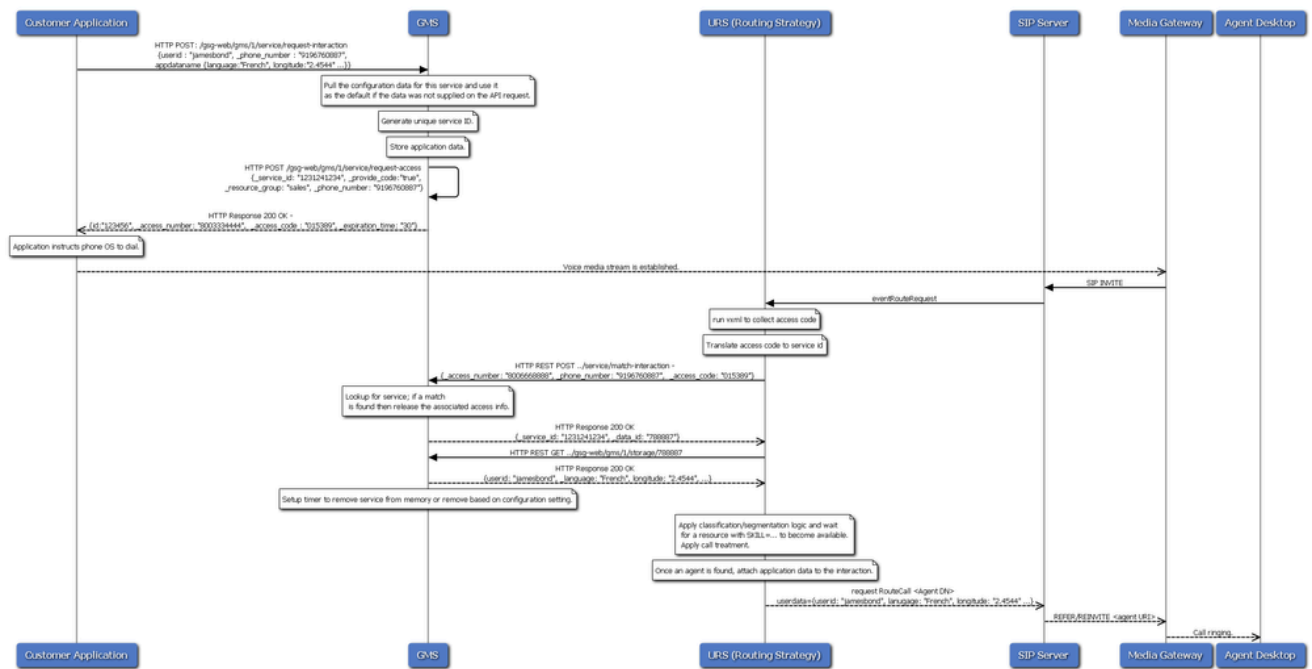 Customer Application
GMS
URS (Routing Strategy)
SIP Server
Media Gateway
Agent Desktop
HTTP POST: /gsg-web/gms/1/service/request-interaction
{userid : "jamesbond", _phone_number : "9196760887",
appdataname {language:"French", longitude:"2.4544" ...}}
Pull the configuration data for this service and use it
as the default if the data was not supplied on the API request.
Generate unique service ID.
Store application data.
HTTP POST /gsg-web/gms/1/service/request-access
{_service_id: "1231241234", _provide_code:"true",
_resource_group: "sales", _phone_number: "9196760887"}
HTTP Response 200 OK -
{id:"123456", _access_number: "8003334444", _access_code : "015389", _expiration_time: "30"}
Application instructs phone OS to dial.
Voice media stream is established.
SIP INVITE
eventRouteRequest
run vxml to collect access code
Translate access code to service id
HTTP REST POST .../service/match-interaction -
{_access_number: "8006668888", _phone_number: "9196760887", _access_code: "015389"}
Lookup for service; if a match
is found then release the associated access info.
HTTP Response 200 OK
{_service_id: "1231241234", _data_id: "788887"}
HTTP REST GET .../gsg-web/gms/1/storage/788887
HTTP Response 200 OK
{userid: "jamesbond", _language: "French", longitude: "2.4544", ...}
Setup timer to remove service from memory or remove based on configuration setting.
Apply classification/segmentation logic and wait
for a resource with SKILL=... to become available.
Apply call treatment.
Once an agent is found, attach application data to the interaction.
request RouteCall <Agent DN>
userdata={userid: "jamesbond", lanugage: "French", longitude: "2.4544" ...}
REFER/REINVITE <agent URI>
Call ringing.
Customer Application
GMS
URS (Routing Strategy)
SIP Server
Media Gateway
Agent Desktop